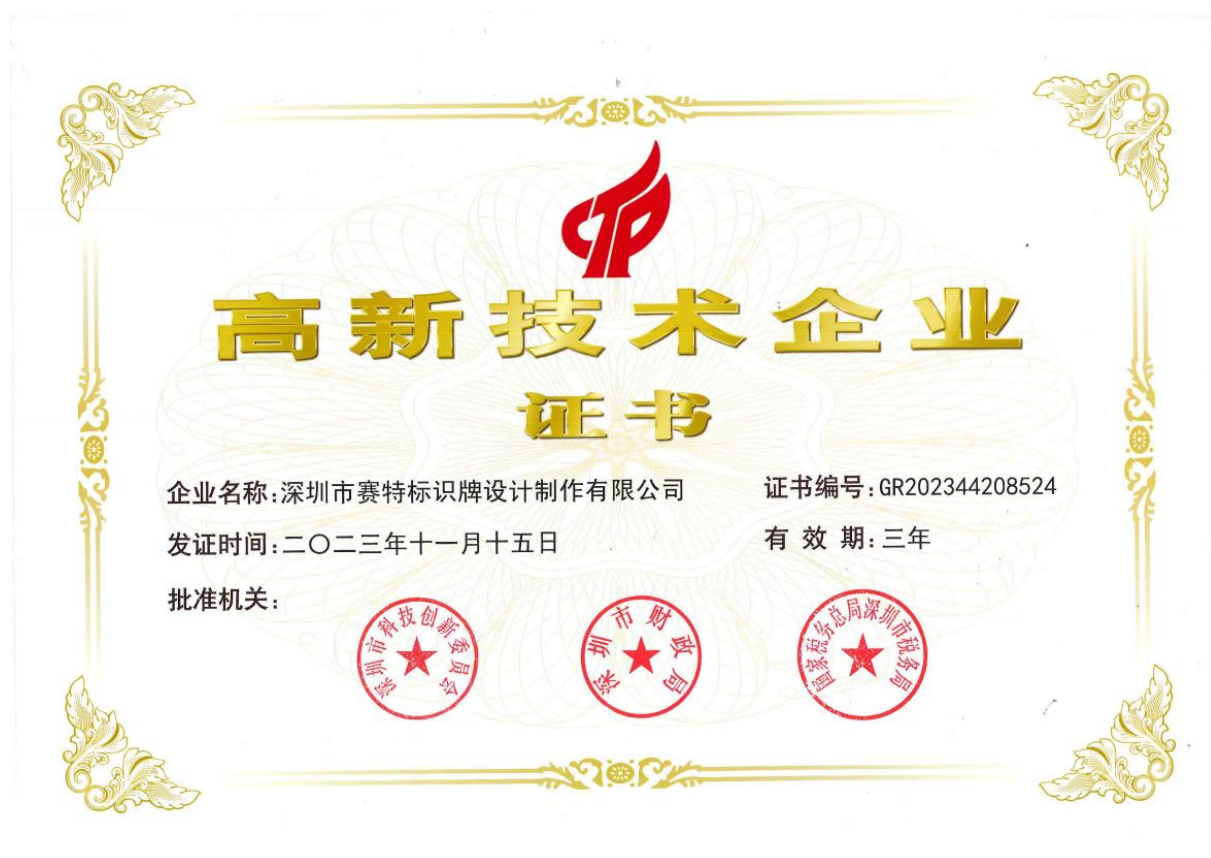 高新技术企业
证书
企业名称:深圳市赛特标识牌设计制作有限公司
证书编号:GR202344208524
发证时间:二〇二三年十一月十五日
有 效 期:三年
批准机关:
深圳市科技创新委员会
深圳市财政局
国家税务总局深圳市税务局